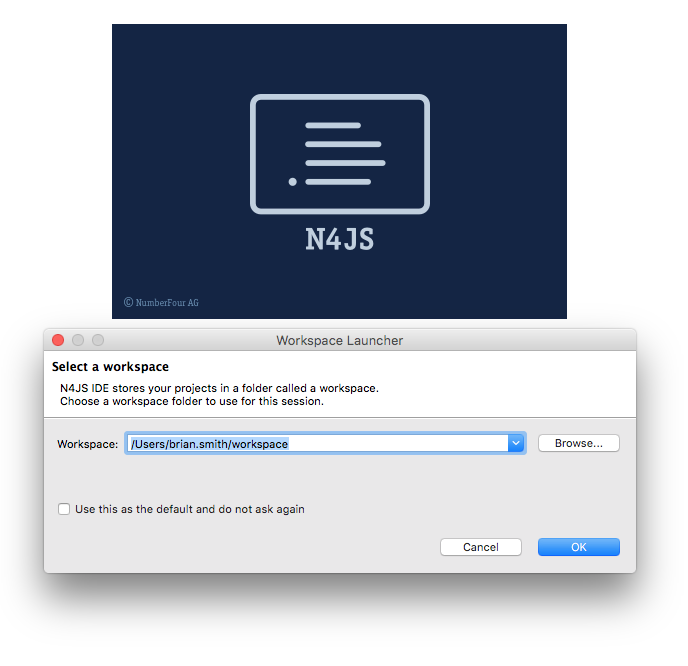 N4JS
© NumberFour AG
Workspace Launcher
Select a workspace
N4JS IDE stores your projects in a folder called a workspace.
Choose a workspace folder to use for this session.
Workspace: /Users/brian.smith/workspace Browse...
Use this as the default and do not ask again
Cancel OK